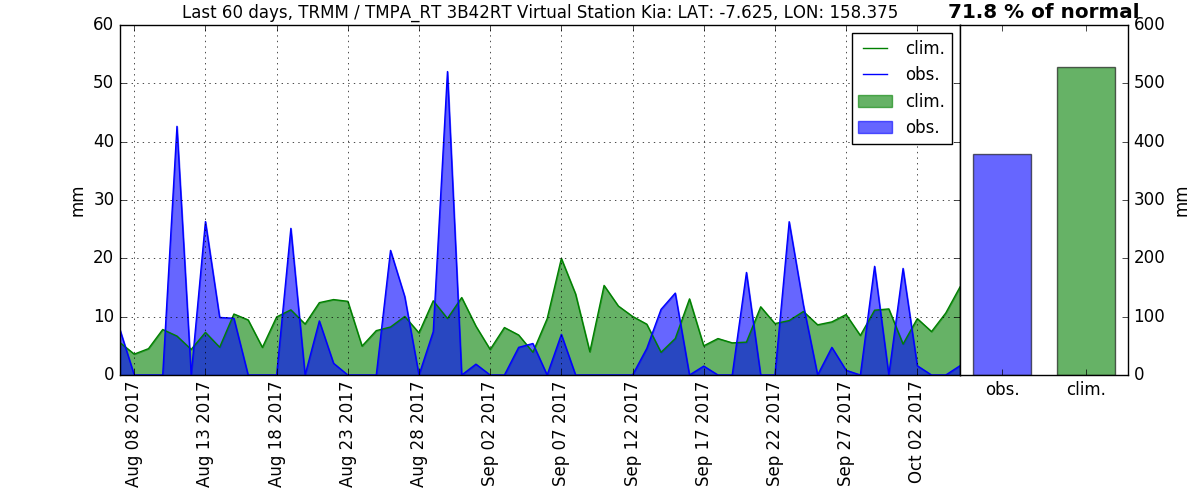 Last 60 days, TRMM / TMPA_RT 3B42RT Virtual Station Kia: LAT: -7.625, LON: 158.375
71.8 % of normal
60
50
40
30
20
10
0
mm
clim.
obs.
clim.
obs.
600
500
400
300
200
100
0
mm
obs.
clim.
Aug 08 2017
Aug 13 2017
Aug 18 2017
Aug 23 2017
Aug 28 2017
Sep 02 2017
Sep 07 2017
Sep 12 2017
Sep 17 2017
Sep 22 2017
Sep 27 2017
Oct 02 2017